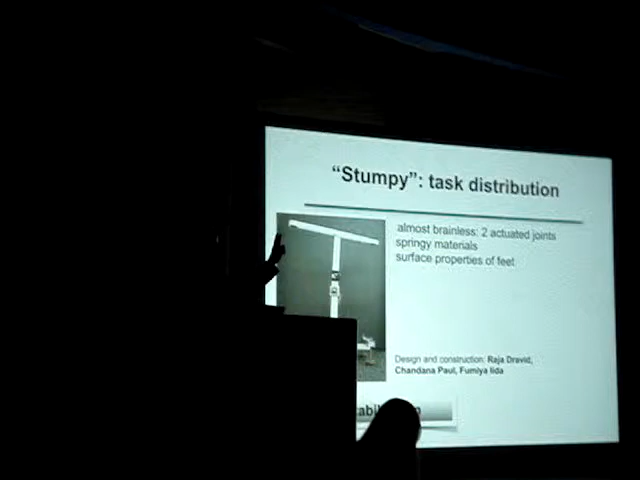 “Stumpy”: task distribution
almost brainless: 2 actuated joints
springy materials
surface properties of feet
Design and construction: Raja Dravid,
Chandana Paul, Fumiya Iida